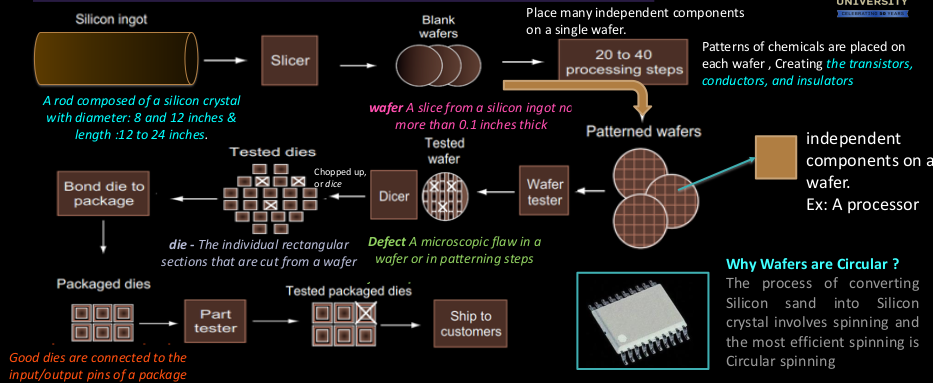 UNIVERSITY
CELEBRATING 50 YEARS
Silicon ingot
Slicer
Blank
wafers
Place many independent components
on a single wafer.
20 to 40
processing steps
Patterns of chemicals are placed on
each wafer , Creating the transistors,
conductors, and insulators
A rod composed of a silicon crystal
with diameter: 8 and 12 inches &
length :12 to 24 inches.
wafer A slice from a silicon ingot no
more than 0.1 inches thick
Patterned wafers
independent
components on a
wafer.
Ex: A processor
Tested
wafer
Wafer
tester
Dicer
Chopped up,
or dice
Tested dies
Bond die to
package
die - The individual rectangular
sections that are cut from a wafer
Defect A microscopic flaw in a
wafer or in patterning steps
Packaged dies
Part
tester
Tested packaged dies
Ship to
customers
Good dies are connected to the
input/output pins of a package
Why Wafers are Circular ?
The process of converting
Silicon sand into Silicon
crystal involves spinning and
the most efficient spinning is
Circular spinning